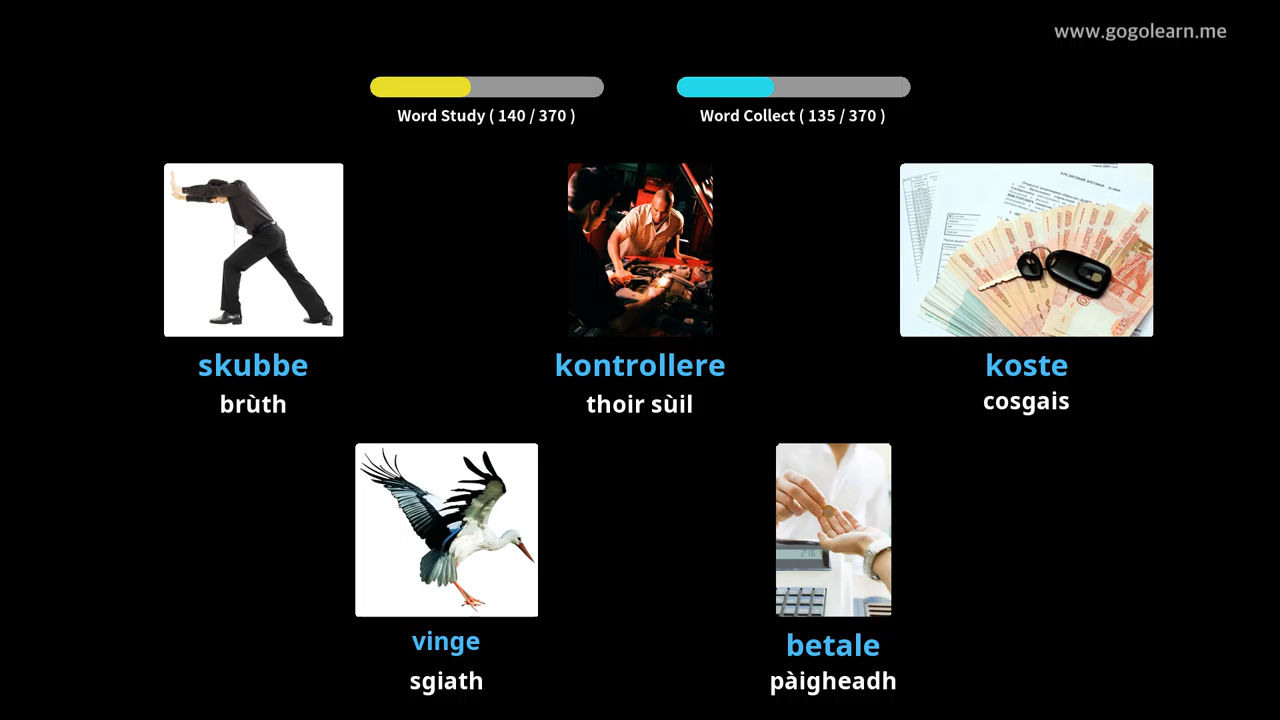 www.gogolearn.me
Word Study ( 140 / 370 )
Word Collect ( 135 / 370 )
skubbe
brùth
kontrollere
thoir sùil
koste
cosgais
vinge
sgiath
betale
pàigheadh